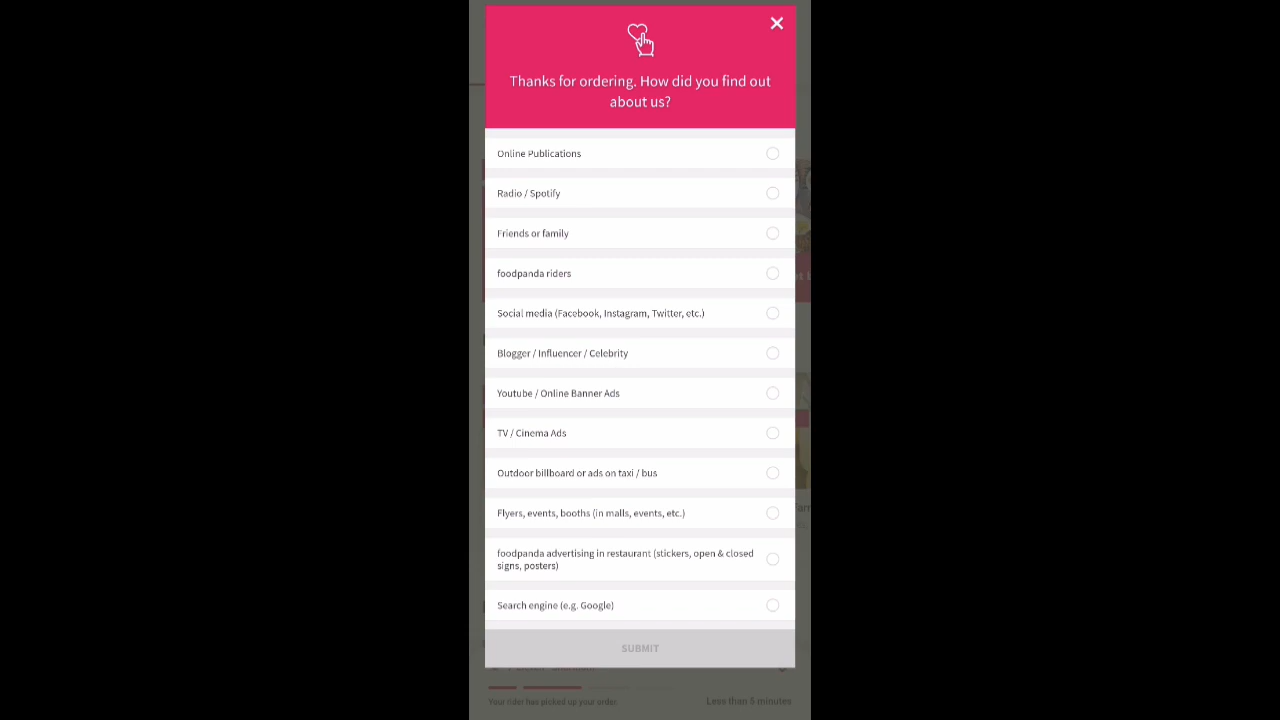 Thanks for ordering. How did you find out
about us?
Online Publications
Radio / Spotify
Friends or family
foodpanda riders
Social media (Facebook, Instagram, Twitter, etc.)
Blogger / Influencer / Celebrity
Youtube / Online Banner Ads
TV / Cinema Ads
Outdoor billboard or ads on taxi / bus
Flyers, events, booths (in malls, events, etc.)
foodpanda advertising in restaurant (stickers, open & closed
signs, posters)
Search engine (e.g. Google)
SUBMIT
Your rider has picked up your order.
Less than 5 minutes